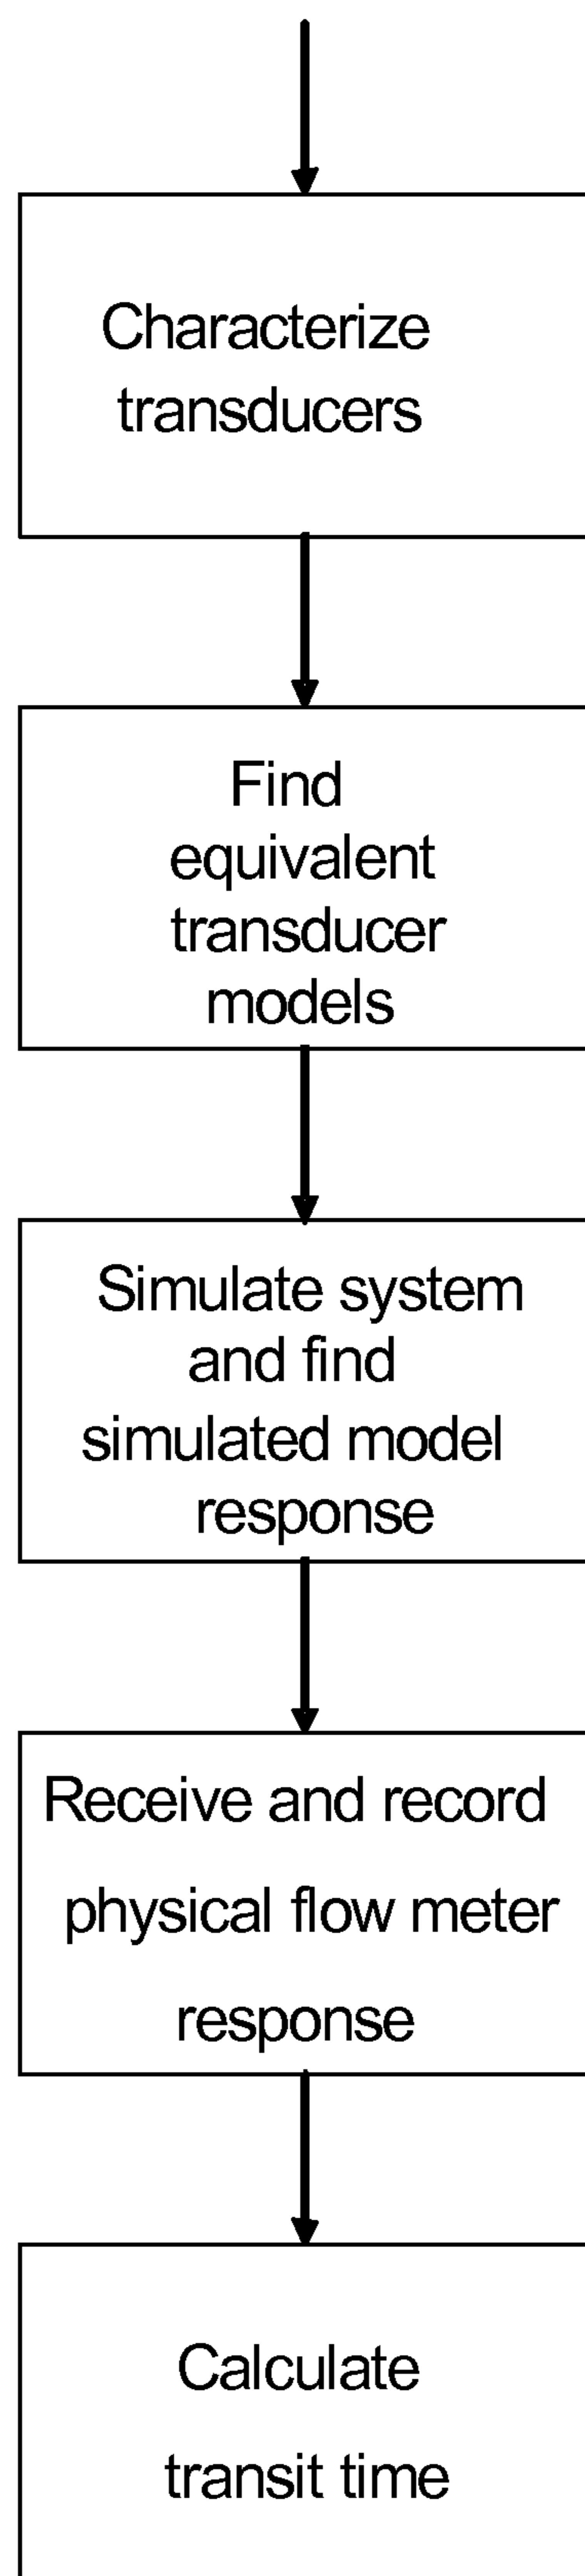 Characterize
transducers
Find
equivalent
transducer
models
Simulate system
and find
simulated model
response
Receive and record
physical flow meter
response
Calculate
transit time